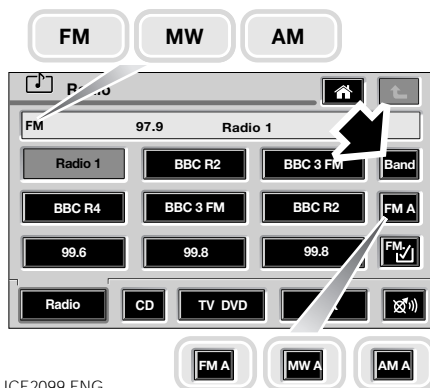 FM MW AM
Radio
FM 97.9 Radio 1
Radio 1 BBC R2 BBC 3 FM Band
BBC R4 BBC 3 FM BBC R2 FM A
99.6 99.8 99.8 FM
Radio CD TV DVD
FM A MW A AM A
ICE2099 ENG